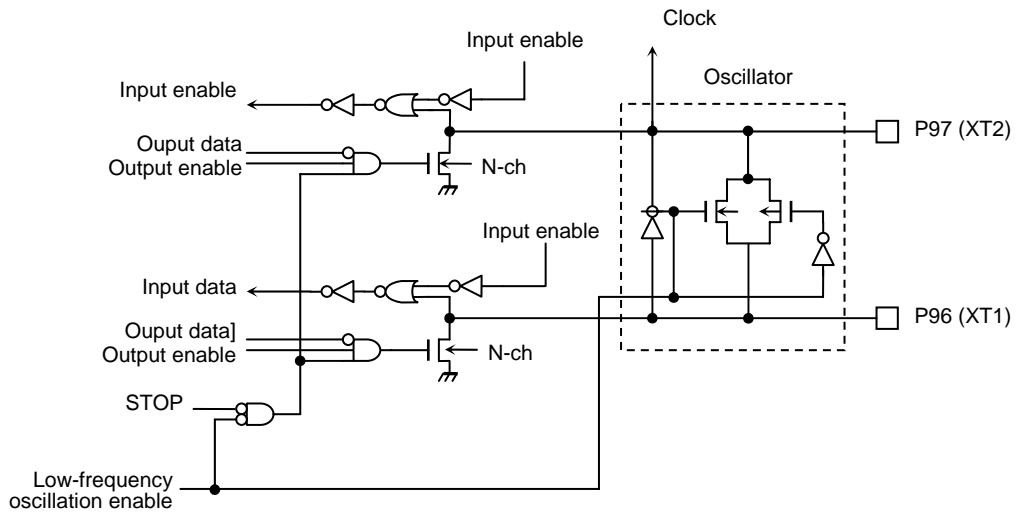 Clock
Input enable
Oscillator
Input enable
P97 (XT2)
Ouput data
Output enable
N-ch
Input enable
Input data
P96 (XT1)
Ouput data]
Output enable
N-ch
STOP
Low-frequency
oscillation enable